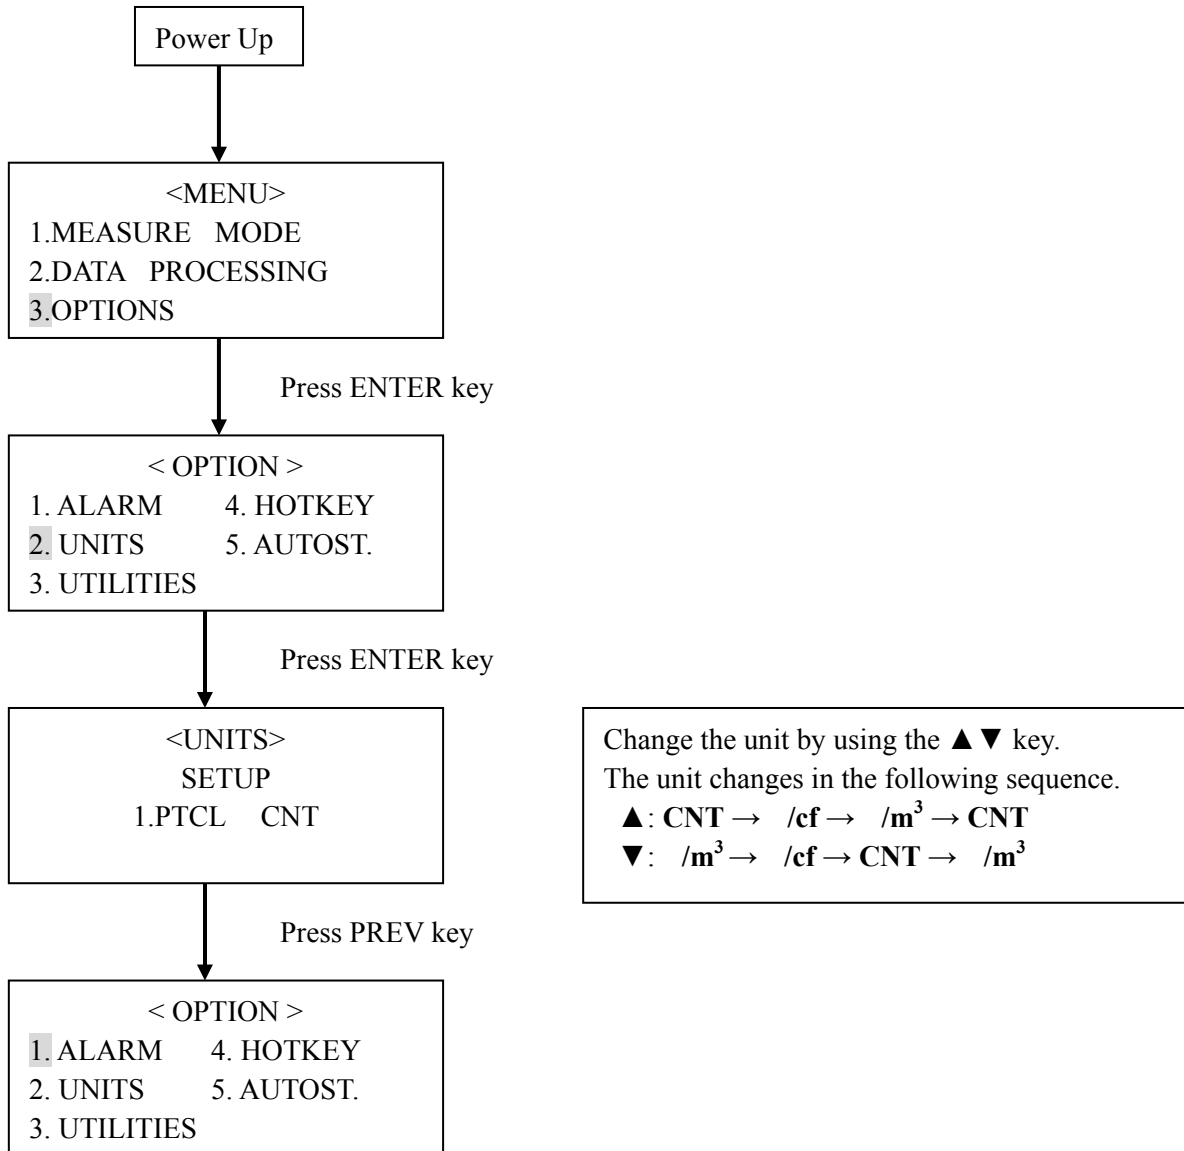 Power Up
<MENU>
1.MEASURE MODE
2.DATA PROCESSING
3.OPTIONS
Press ENTER key
< OPTION >
1. ALARM 4. HOTKEY
2. UNITS 5. AUTOST.
3. UTILITIES
Press ENTER key
<UNITS>
SETUP
1.PTCL CNT
Change the unit by using the ▲▼ key.
The unit changes in the following sequence.
▲: CNT → /cf → /m³ → CNT
▼: /m³ → /cf → CNT → /m³
Press PREV key
< OPTION >
1. ALARM 4. HOTKEY
2. UNITS 5. AUTOST.
3. UTILITIES